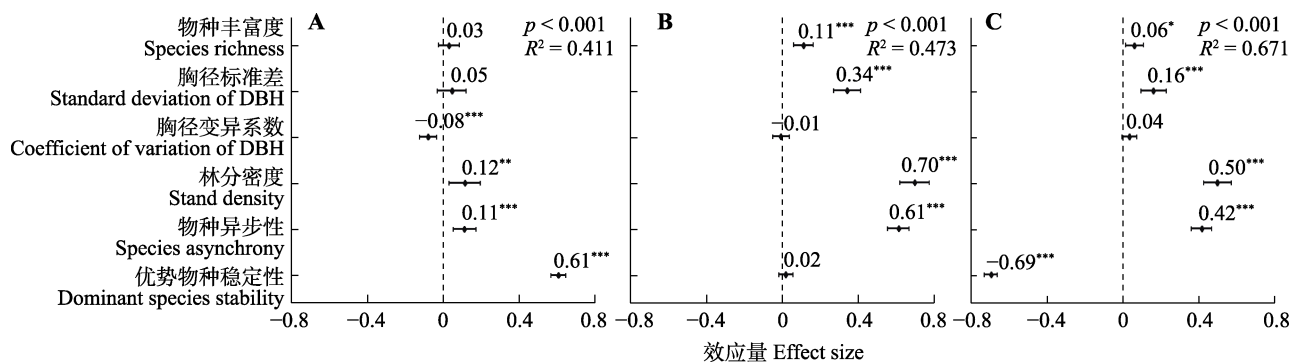 物种丰富度
Species richness
胸径标准差
Standard deviation of DBH
胸径变异系数
Coefficient of variation of DBH
林分密度
Stand density
物种异步性
Species asynchrony
优势物种稳定性
Dominant species stability
A
0.03
p < 0.001
R² = 0.411
0.05
−0.08***
0.12**
0.11***
0.61***
−0.8 −0.4 0 0.4 0.8
B
0.11***
p < 0.001
R² = 0.473
0.34***
−0.01
0.70***
0.61***
0.02
−0.8 −0.4 0 0.4 0.8
C
0.06*
p < 0.001
R² = 0.671
0.16***
0.04
0.50***
0.42***
−0.69***
−0.8 −0.4 0 0.4 0.8
效应量 Effect size